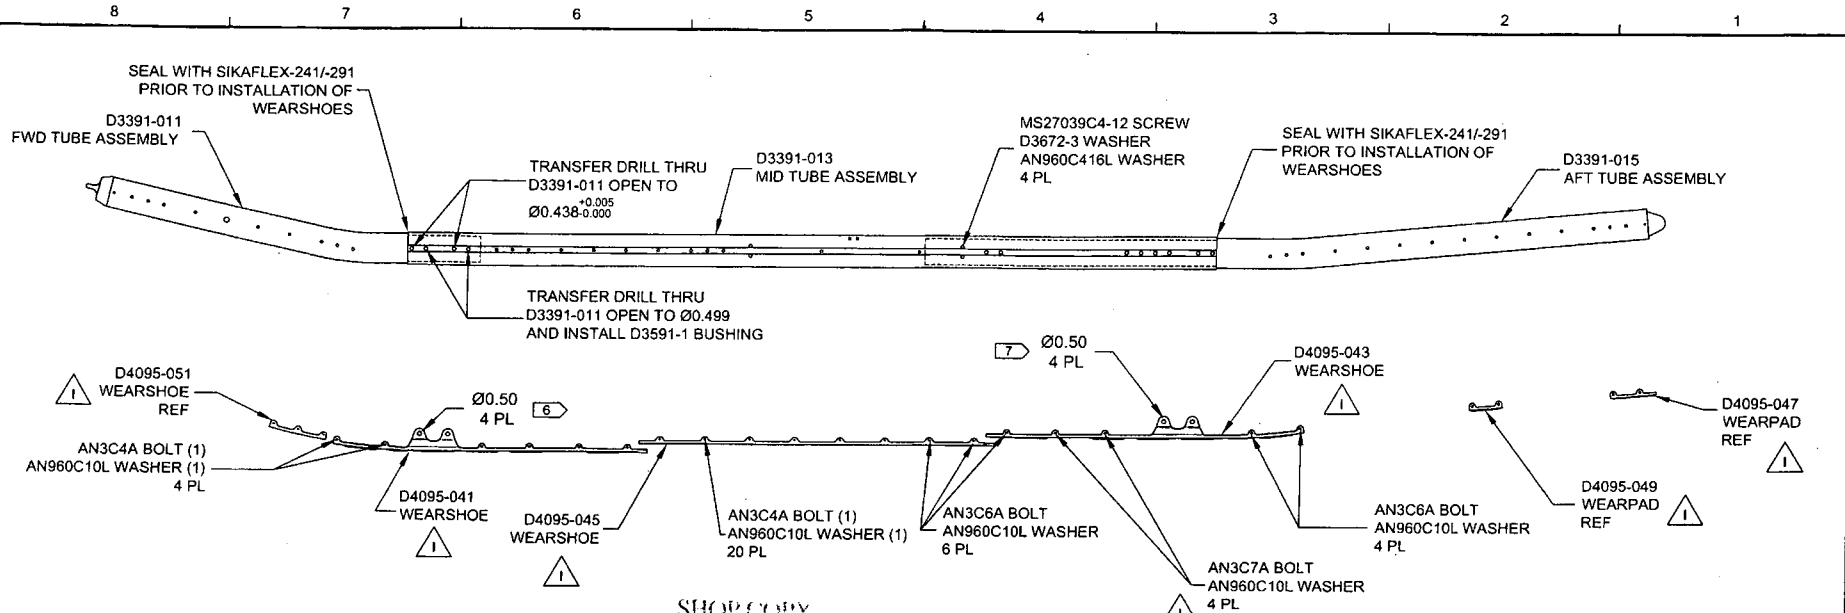 8 7 6 5 4 3 2 1
SEAL WITH SIKAFLEX-241/-291
PRIOR TO INSTALLATION OF
WEARSHOES
D3391-011
FWD TUBE ASSEMBLY
TRANSFER DRILL THRU
D3391-011 OPEN TO
Ø0.438+0.005-0.000
D3391-013
MID TUBE ASSEMBLY
MS27039C4-12 SCREW
D3672-3 WASHER
AN960C416L WASHER
4 PL
SEAL WITH SIKAFLEX-241/-291
PRIOR TO INSTALLATION OF
WEARSHOES
D3391-015
AFT TUBE ASSEMBLY
TRANSFER DRILL THRU
D3391-011 OPEN TO Ø0.499
AND INSTALL D3591-1 BUSHING
D4095-051
WEARSHOE
REF
1
Ø0.50
4 PL
6
7
Ø0.50
4 PL
D4095-043
WEARSHOE
1
D4095-047
WEARPAD
REF
1
AN3C4A BOLT (1)
AN960C10L WASHER (1)
4 PL
D4095-041
WEARSHOE
1
D4095-045
WEARSHOE
1
AN3C4A BOLT (1)
AN960C10L WASHER (1)
20 PL
AN3C6A BOLT
AN960C10L WASHER
6 PL
AN3C7A BOLT
AN960C10L WASHER
4 PL
1
AN3C6A BOLT
AN960C10L WASHER
4 PL
D4095-049
WEARPAD
REF
1
SHOP COPY